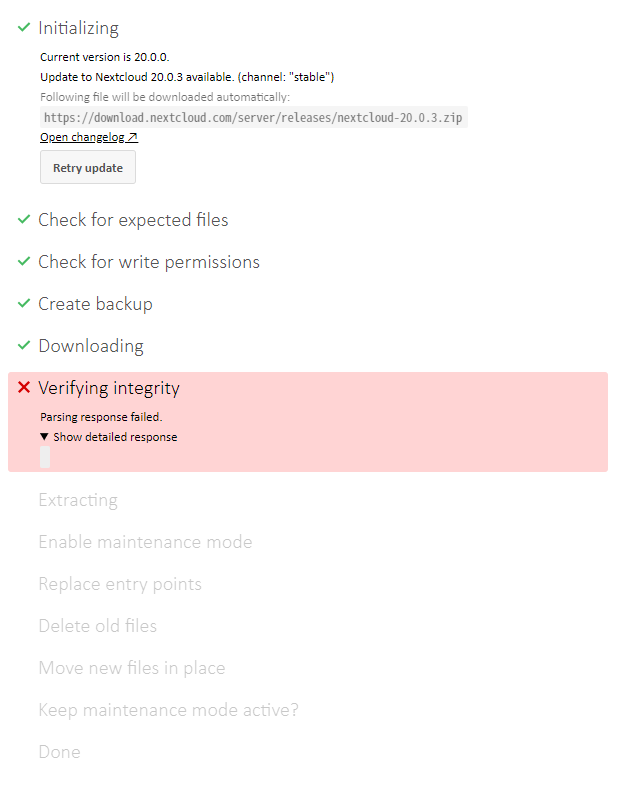 Initializing
Current version is 20.0.0.
Update to Nextcloud 20.0.3 available. (channel: "stable")
Following file will be downloaded automatically:
https://download.nextcloud.com/server/releases/nextcloud-20.0.3.zip
Open changelog ↗
Retry update
Check for expected files
Check for write permissions
Create backup
Downloading
Verifying integrity
Parsing response failed.
▼ Show detailed response
Extracting
Enable maintenance mode
Replace entry points
Delete old files
Move new files in place
Keep maintenance mode active?
Done